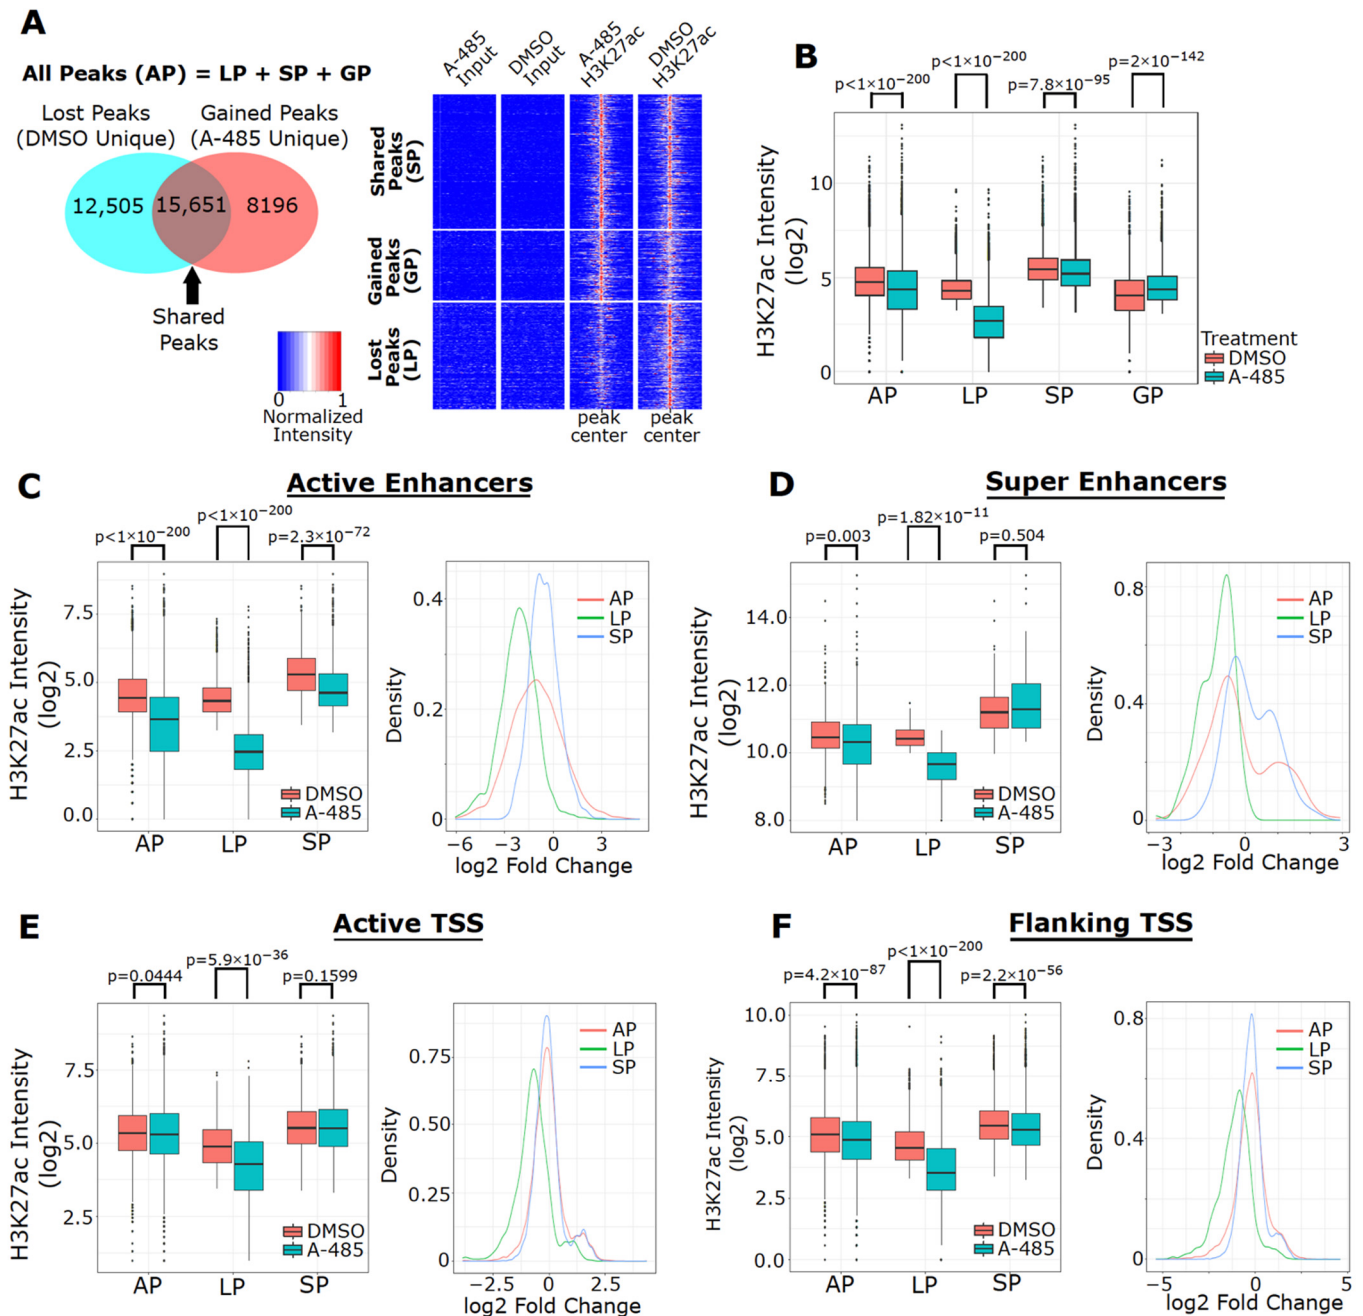 A
All Peaks (AP) = LP + SP + GP
Lost Peaks
(DMSO Unique)
Gained Peaks
(A-485 Unique)
12,505
15,651
8196
Shared
Peaks
0
1
Normalized
Intensity
A-485
Input
DMSO
Input
A-485
H3K27ac
DMSO
H3K27ac
Shared
Peaks
(SP)
Gained
Peaks
(GP)
Lost
Peaks
(LP)
peak
center
peak
center
B
p<1×10⁻²⁰⁰
p<1×10⁻²⁰⁰
p=7.8×10⁻⁹⁵
p=2×10⁻¹⁴²
H3K27ac Intensity
(log2)
10
5
0
AP
LP
SP
GP
Treatment
DMSO
A-485
C
Active Enhancers
p<1×10⁻²⁰⁰
p<1×10⁻²⁰⁰
p=2.3×10⁻⁷²
H3K27ac Intensity
(log2)
7.5
5.0
2.5
0.0
DMSO
A-485
AP
LP
SP
Density
0.4
0.2
0
AP
LP
SP
−6
−3
0
3
log2 Fold Change
D
Super Enhancers
p=0.003
p=1.82×10⁻¹¹
p=0.504
H3K27ac Intensity
(log2)
14.0
12.0
10.0
8.0
DMSO
A-485
AP
LP
SP
Density
0.8
0.4
0
AP
LP
SP
−3
0
3
log2 Fold Change
E
Active TSS
p=0.0444
p=5.9×10⁻³⁶
p=0.1599
H3K27ac Intensity
(log2)
7.5
5.0
2.5
DMSO
A-485
AP
LP
SP
Density
0.75
0.50
0.25
0
AP
LP
SP
−2.5
0
2.5
log2 Fold Change
F
Flanking TSS
p=4.2×10⁻⁸⁷
p<1×10⁻²⁰⁰
p=2.2×10⁻⁵⁶
H3K27ac Intensity
(log2)
10.0
7.5
5.0
2.5
0.0
DMSO
A-485
AP
LP
SP
Density
0.8
0.4
0
AP
LP
SP
−5
0
5
log2 Fold Change